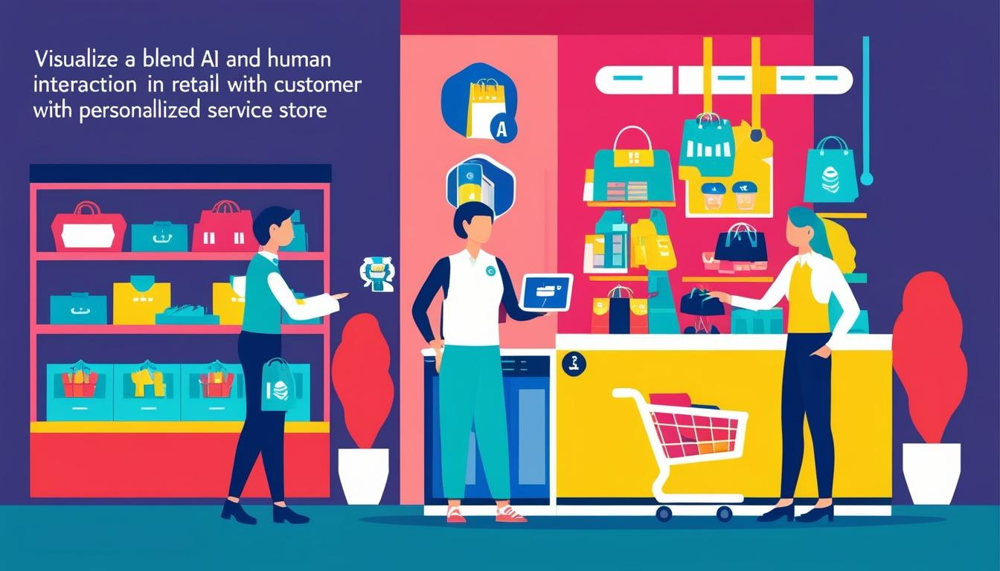 Visualize a blend AI and human
interaction in retail with customer
with personallized service store
A